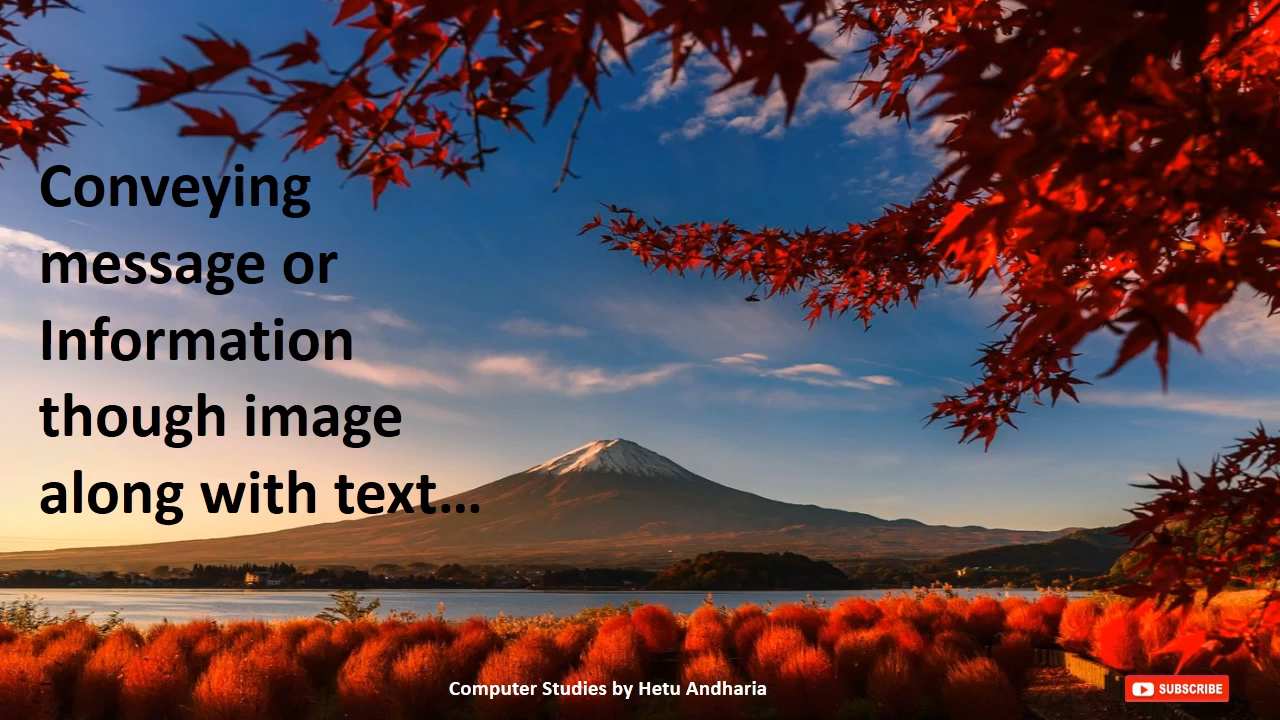 Conveying
message or
Information
though image
along with text...
Computer Studies by Hetu Andharia
SUBSCRIBE